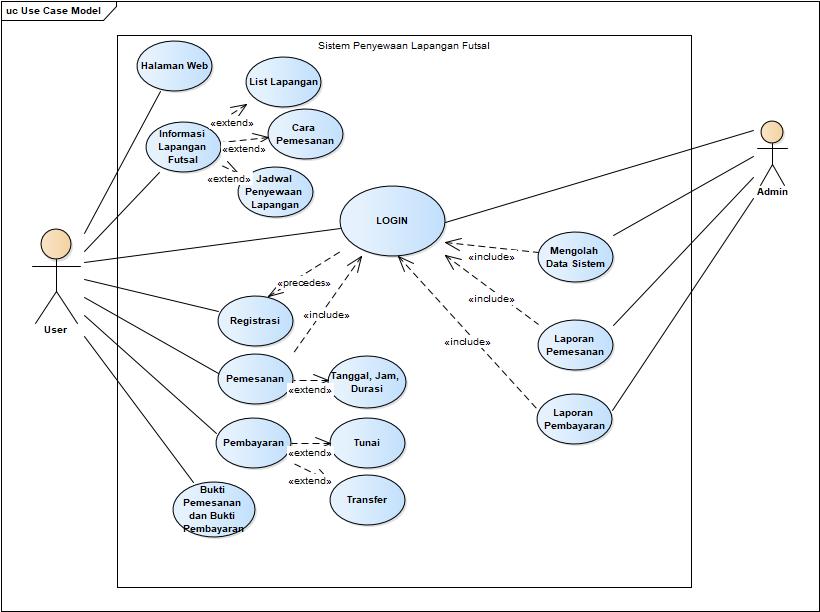 uc Use Case Model
Sistem Penyewaan Lapangan Futsal
Halaman Web
List Lapangan
«extend»
Informasi
Lapangan
Futsal
Cara
Pemesanan
«extend»
«extend»
Jadwal
Penyewaan
Lapangan
Admin
LOGIN
Mengolah
Data Sistem
«include»
«precedes»
«include»
«include»
Registrasi
User
«include»
Laporan
Pemesanan
Pemesanan
«extend»
Tanggal, Jam,
Durasi
Laporan
Pembayaran
Pembayaran
«extend»
Tunai
«extend»
Transfer
Bukti
Pemesanan
dan Bukti
Pembayaran